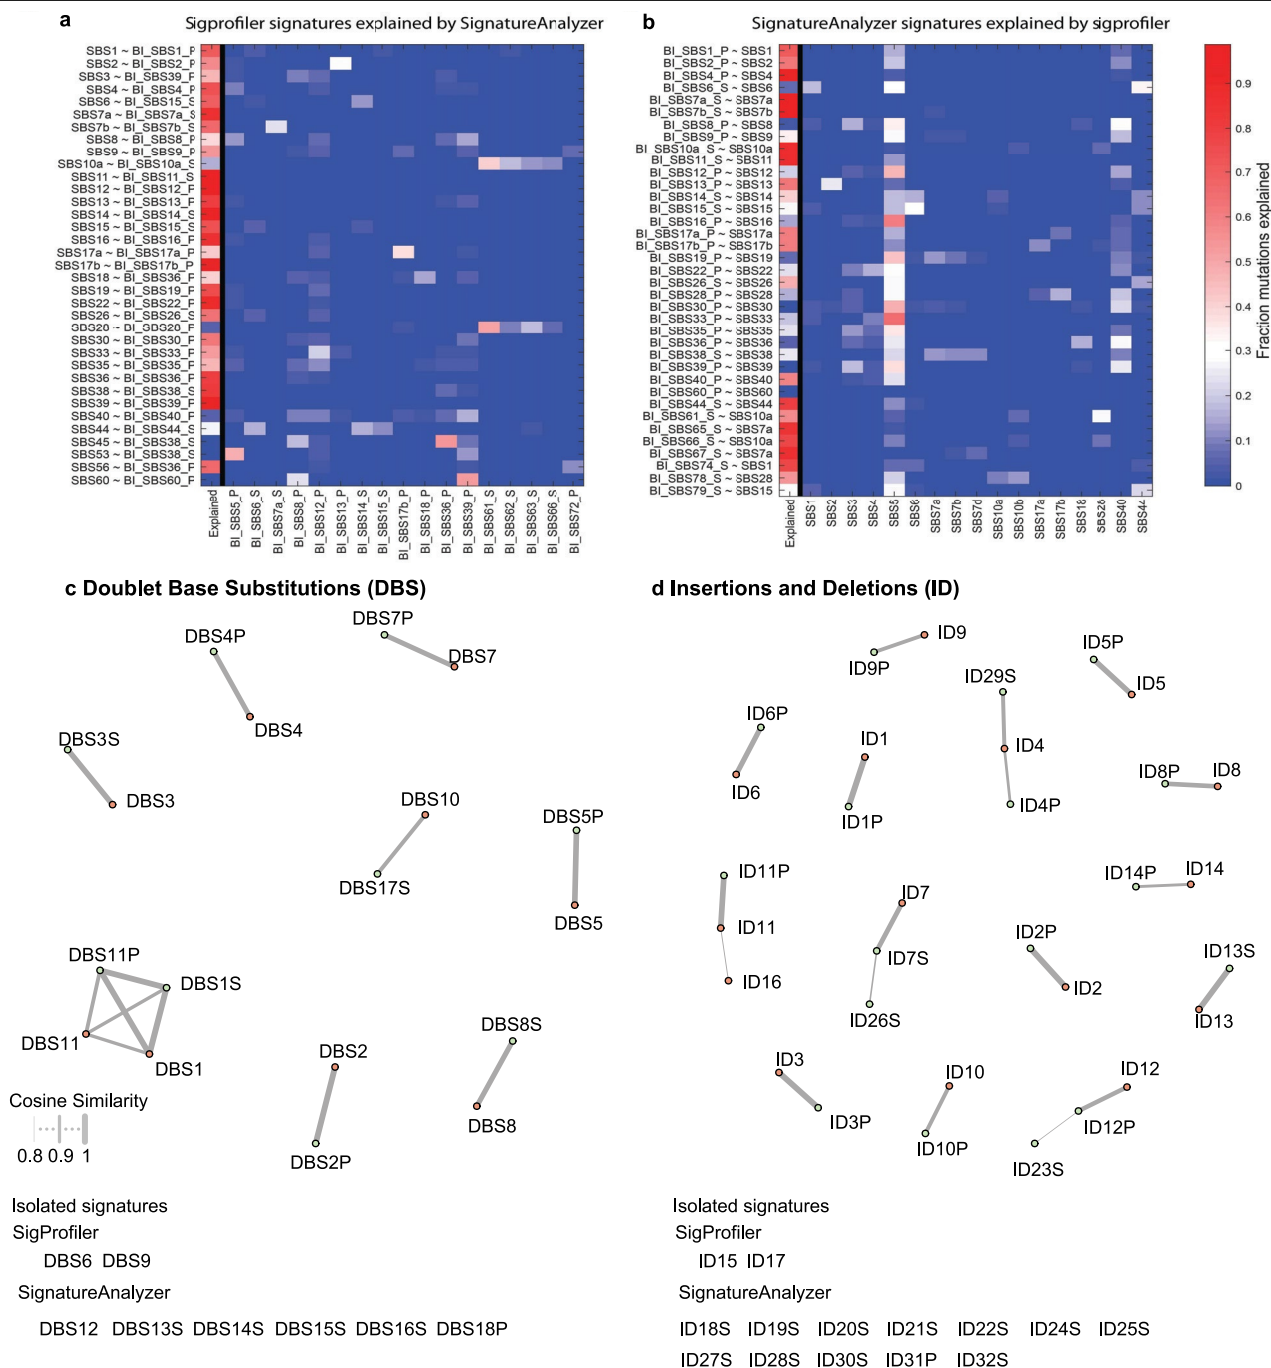 a
Sigprofiler signatures explained by SignatureAnalyzer
SBS1 ~ BI_SBS1_P
SBS2 ~ BI_SBS2_P
SBS3 ~ BI_SBS39_P
SBS4 ~ BI_SBS4_P
SBS6 ~ BI_SBS15_S
SBS7a ~ BI_SBS7a_S
SBS7b ~ BI_SBS7b_S
SBS8 ~ BI_SBS8_P
SBS9 ~ BI_SBS9_P
SBS10a ~ BI_SBS10a_S
SBS11 ~ BI_SBS11_S
SBS12 ~ BI_SBS12_P
SBS13 ~ BI_SBS13_P
SBS14 ~ BI_SBS14_S
SBS15 ~ BI_SBS15_S
SBS16 ~ BI_SBS16_P
SBS17a ~ BI_SBS17a_P
SBS17b ~ BI_SBS17b_P
SBS18 ~ BI_SBS36_P
SBS19 ~ BI_SBS19_P
SBS22 ~ BI_SBS22_P
SBS26 ~ BI_SBS26_S
SBS30 ~ BI_SBS30_P
SBS33 ~ BI_SBS33_P
SBS35 ~ BI_SBS35_P
SBS36 ~ BI_SBS36_P
SBS38 ~ BI_SBS38_S
SBS39 ~ BI_SBS39_P
SBS40 ~ BI_SBS40_P
SBS44 ~ BI_SBS44_S
SBS45 ~ BI_SBS38_S
SBS53 ~ BI_SBS38_S
SBS56 ~ BI_SBS36_P
SBS60 ~ BI_SBS60_P
Explained
BI_SBS5_P
BI_SBS6_S
BI_SBS7a_S
BI_SBS8_P
BI_SBS12_P
BI_SBS13_P
BI_SBS14_S
BI_SBS15_S
BI_SBS17b_P
BI_SBS18_P
BI_SBS36_P
BI_SBS39_P
BI_SBS61_S
BI_SBS62_S
BI_SBS63_S
BI_SBS66_S
BI_SBS72_P
b
SignatureAnalyzer signatures explained by sigprofiler
BI_SBS1_P ~ SBS1
BI_SBS2_P ~ SBS2
BI_SBS4_P ~ SBS4
BI_SBS6_S ~ SBS6
BI_SBS7a_S ~ SBS7a
BI_SBS7b_S ~ SBS7b
BI_SBS8_P ~ SBS8
BI_SBS9_P ~ SBS9
BI_SBS10a_S ~ SBS10a
BI_SBS11_S ~ SBS11
BI_SBS12_P ~ SBS12
BI_SBS13_P ~ SBS13
BI_SBS14_S ~ SBS14
BI_SBS15_S ~ SBS15
BI_SBS16_P ~ SBS16
BI_SBS17a_P ~ SBS17a
BI_SBS17b_P ~ SBS17b
BI_SBS19_P ~ SBS19
BI_SBS22_P ~ SBS22
BI_SBS26_S ~ SBS26
BI_SBS28_P ~ SBS28
BI_SBS30_P ~ SBS30
BI_SBS33_P ~ SBS33
BI_SBS35_P ~ SBS35
BI_SBS36_P ~ SBS36
BI_SBS38_S ~ SBS38
BI_SBS39_P ~ SBS39
BI_SBS40_P ~ SBS40
BI_SBS60_P ~ SBS60
BI_SBS44_S ~ SBS44
BI_SBS61_S ~ SBS10a
BI_SBS65_S ~ SBS7a
BI_SBS66_S ~ SBS10a
BI_SBS67_S ~ SBS7a
BI_SBS74_S ~ SBS1
BI_SBS78_S ~ SBS28
BI_SBS79_S ~ SBS15
Explained
SBS1
SBS2
SBS3
SBS4
SBS5
SBS6
SBS7a
SBS7b
SBS7d
SBS10a
SBS10b
SBS17a
SBS17b
SBS18
SBS26
SBS40
SBS44
0.9
0.8
0.7
0.6
0.5
0.4
0.3
0.2
0.1
0
Fraction mutations explained
c Doublet Base Substitutions (DBS)
DBS4P
DBS7P
DBS7
DBS4
DBS3S
DBS3
DBS10
DBS5P
DBS17S
DBS5
DBS11P
DBS1S
DBS11
DBS1
DBS2
DBS8S
DBS8
DBS2P
Cosine Similarity
0.8 0.9 1
Isolated signatures
SigProfiler
DBS6 DBS9
SignatureAnalyzer
DBS12 DBS13S DBS14S DBS15S DBS16S DBS18P
d Insertions and Deletions (ID)
ID9
ID9P
ID5P
ID5
ID29S
ID4
ID4P
ID6P
ID6
ID1
ID1P
ID8P
ID8
ID11P
ID11
ID16
ID7
ID7S
ID26S
ID14P
ID14
ID2P
ID2
ID13S
ID13
ID3
ID3P
ID10
ID10P
ID12
ID12P
ID23S
Isolated signatures
SigProfiler
ID15 ID17
SignatureAnalyzer
ID18S ID19S ID20S ID21S ID22S ID24S ID25S
ID27S ID28S ID30S ID31P ID32S